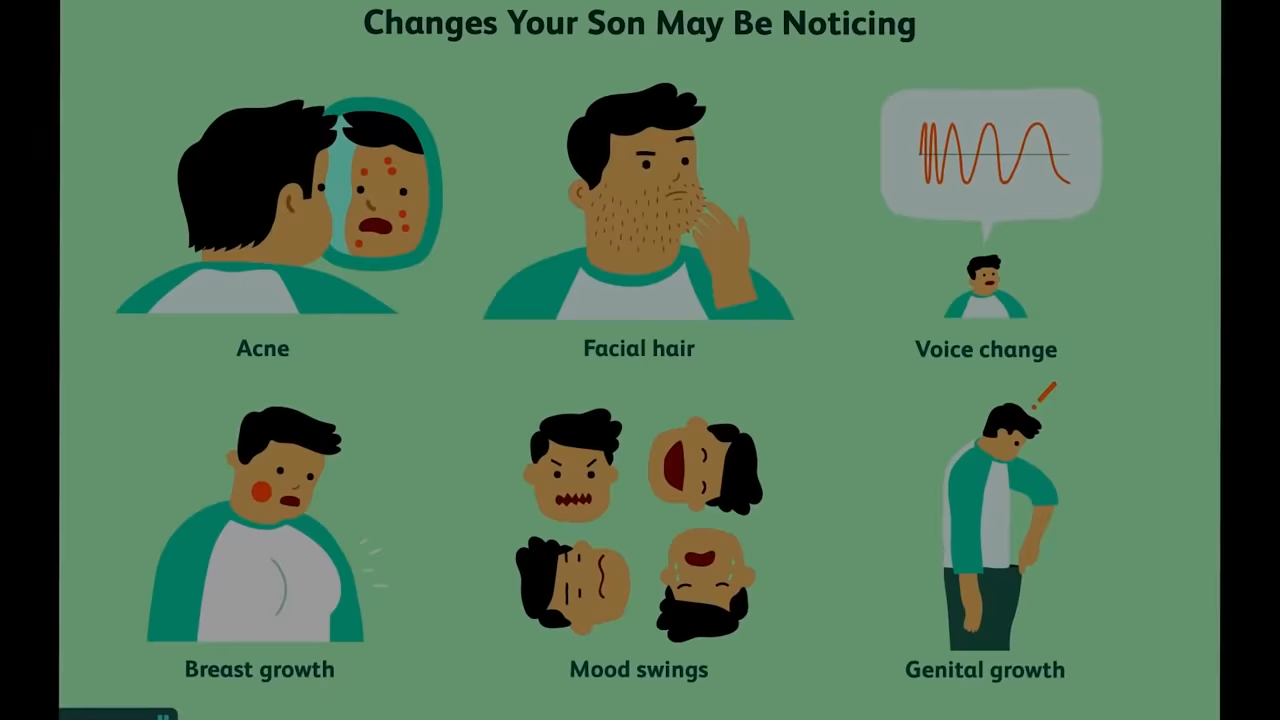 Changes Your Son May Be Noticing
Acne
Facial hair
Voice change
Breast growth
Mood swings
Genital growth